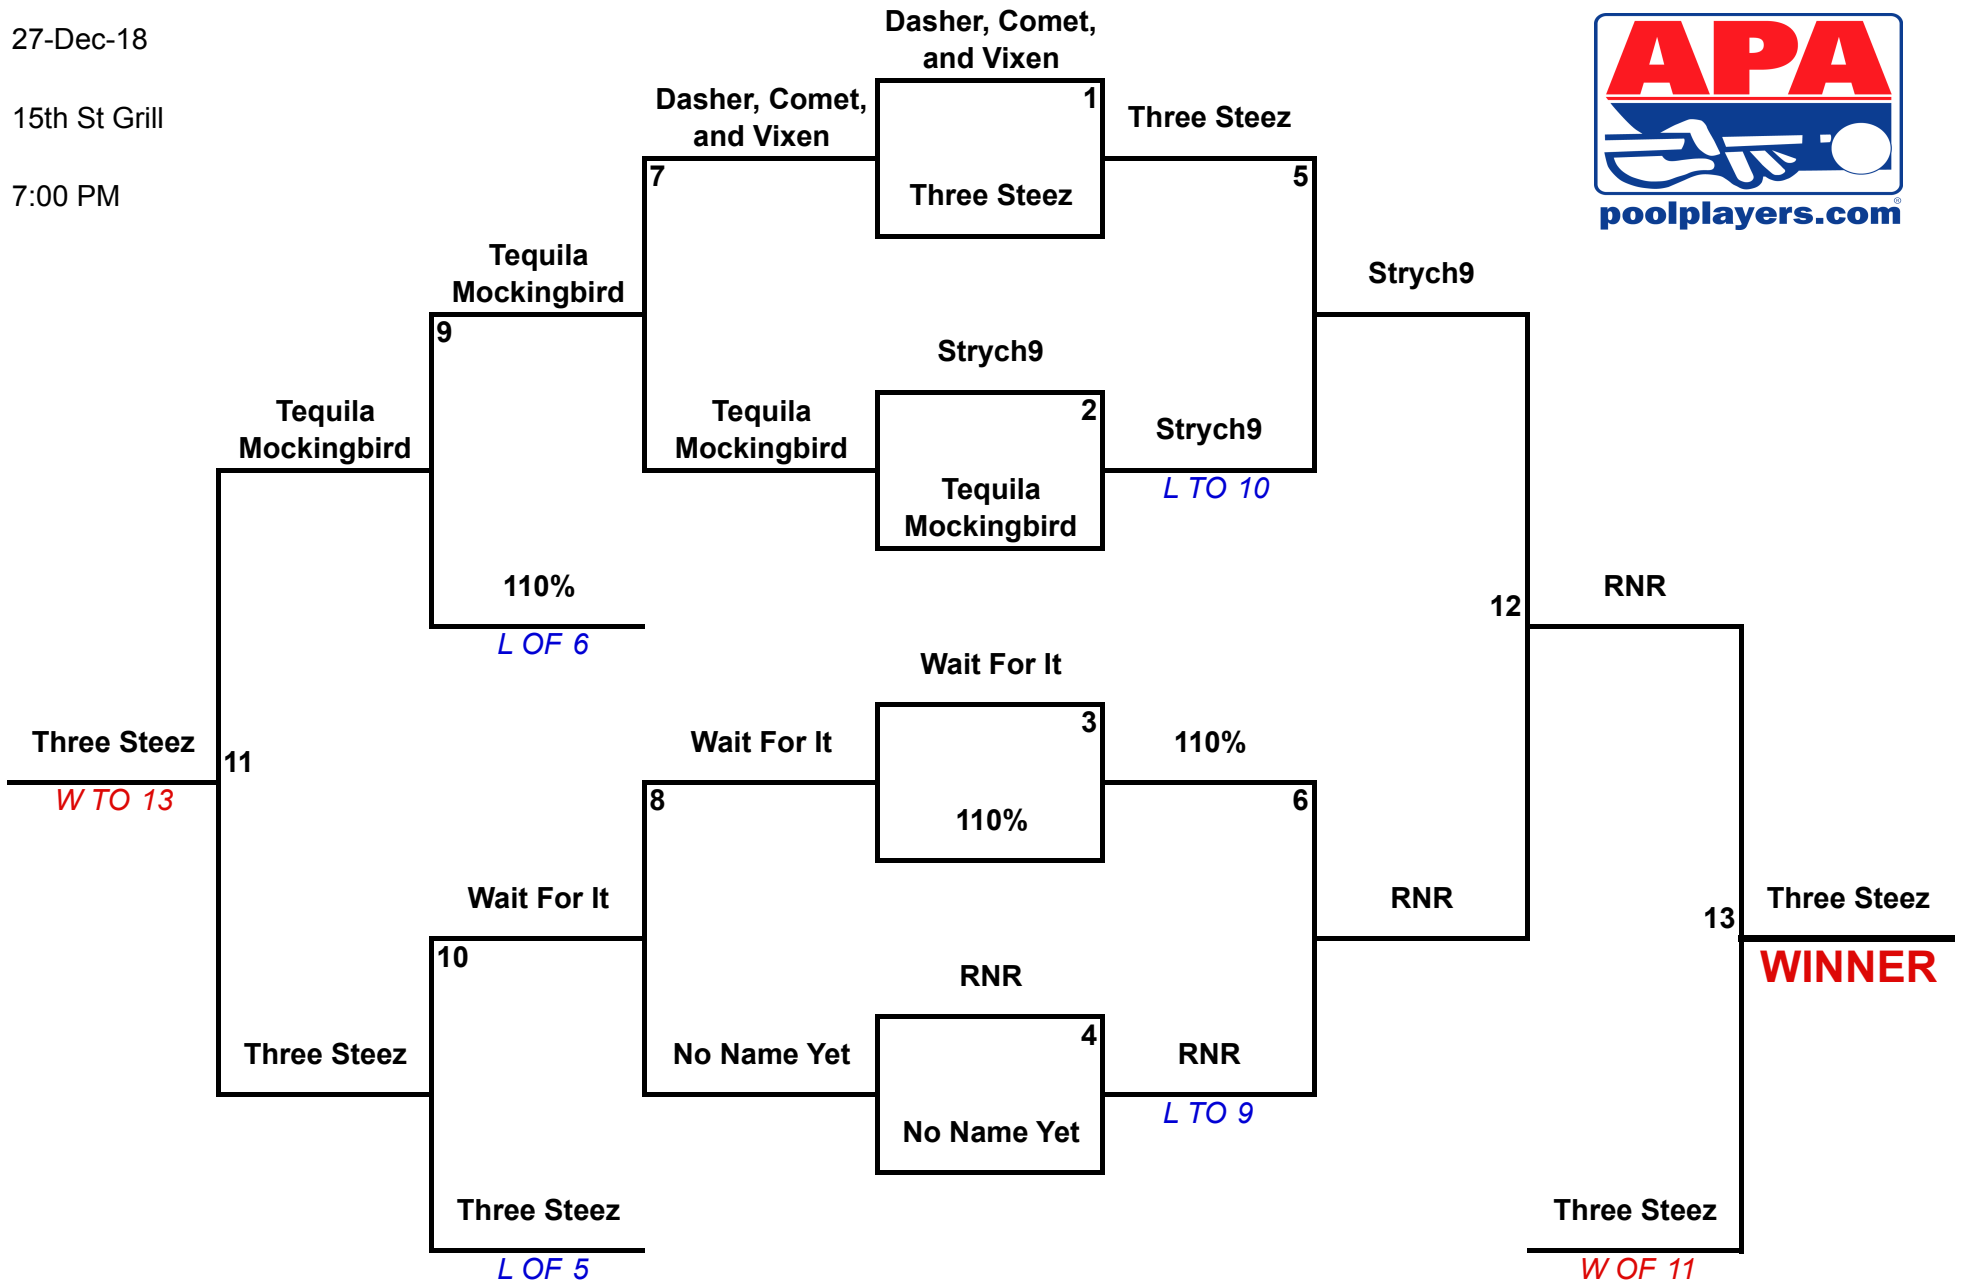 27-Dec-18
15th St Grill
7:00 PM
APA
poolplayers.com®
Dasher, Comet,
and Vixen
1
Three Steez
Dasher, Comet,
and Vixen
7
Three Steez
5
Tequila
Mockingbird
9
Strych9
Strych9
2
Tequila
Mockingbird
Tequila
Mockingbird
Tequila
Mockingbird
Strych9
L TO 10
110%
L OF 6
12
RNR
Wait For It
3
110%
Three Steez
W TO 13
11
Wait For It
8
110%
6
Wait For It
10
RNR
13
Three Steez
WINNER
RNR
4
No Name Yet
Three Steez
No Name Yet
RNR
L TO 9
Three Steez
L OF 5
Three Steez
W OF 11